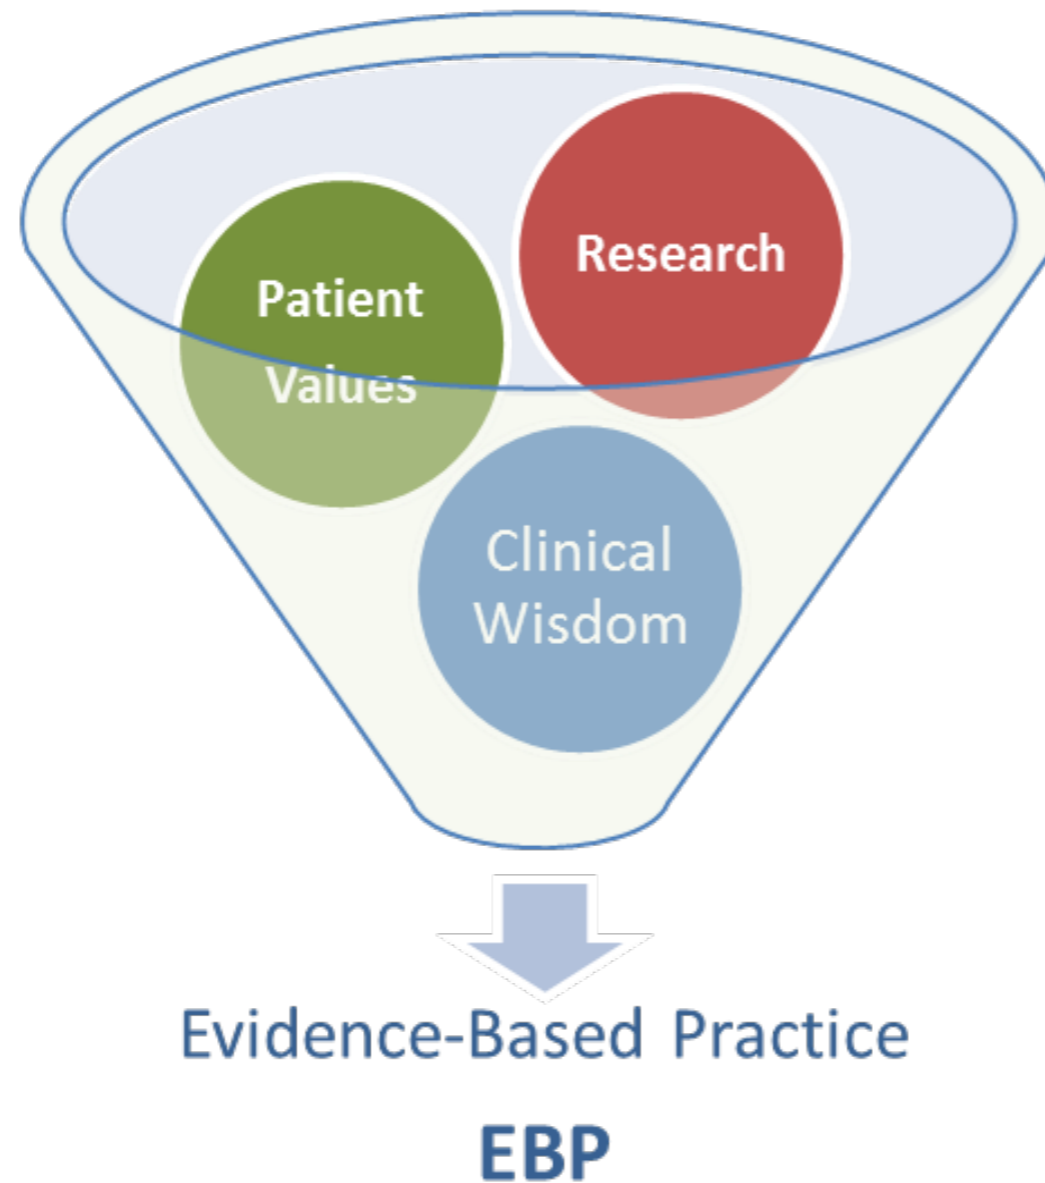 Research
Patient
Values
Clinical
Wisdom
Evidence-Based Practice
EBP